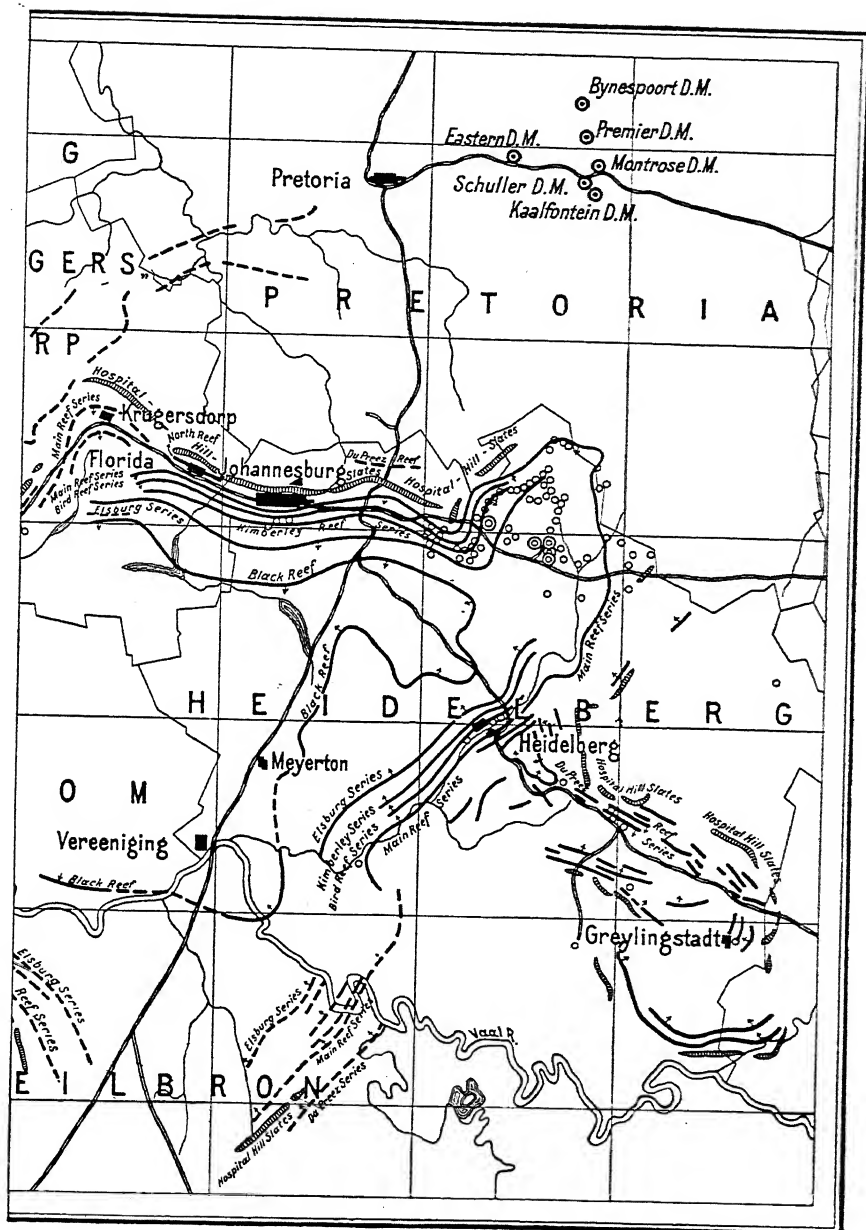 Bynespoort D.M.
Premier D.M.
Eastern D.M.
Montrose D.M.
Schuller D.M.
Kaalfontein D.M.
G
Pretoria
GERS„
PRETORIA
RP
Hospital-
Main Reef Series
Krugersdorp
North Reef
Hill-
Florida
Johannesburg
Slates
Du Preez Reef
Hospital-Hill-Slates
Main Reef Series
Bird Reef Series
Elsburg Series
Kimberley Reef Series
Black Reef
Main Reef Series
Black Reef
HEIDELBERG
Heidelberg
Meyerton
Elsburg Series
Kimberley Series
Bird Reef Series
Main Reef Series
Du Preez
Reef
Series
Hospital Hill Slates
Hospital Hill Slates
OM
Vereeniging
Black Reef
Greylingstadt
Elsburg Series
Reef Series
Elsburg Series
Main Reef Series
Da Preez Series
Hospital Hill Slates
Vaal R.
EILBRON